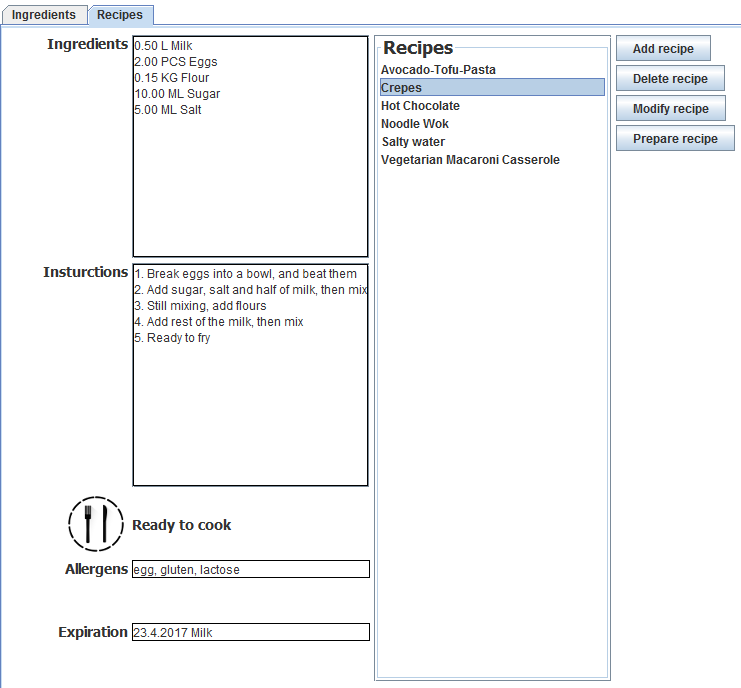 Ingredients
Recipes
Ingredients
0.50 L Milk
2.00 PCS Eggs
0.15 KG Flour
10.00 ML Sugar
5.00 ML Salt
Insturctions
1. Break eggs into a bowl, and beat them
2. Add sugar, salt and half of milk, then mix
3. Still mixing, add flours
4. Add rest of the milk, then mix
5. Ready to fry
Ready to cook
Allergens
egg, gluten, lactose
Expiration
23.4.2017 Milk
Recipes
Avocado-Tofu-Pasta
Crepes
Hot Chocolate
Noodle Wok
Salty water
Vegetarian Macaroni Casserole
Add recipe
Delete recipe
Modify recipe
Prepare recipe